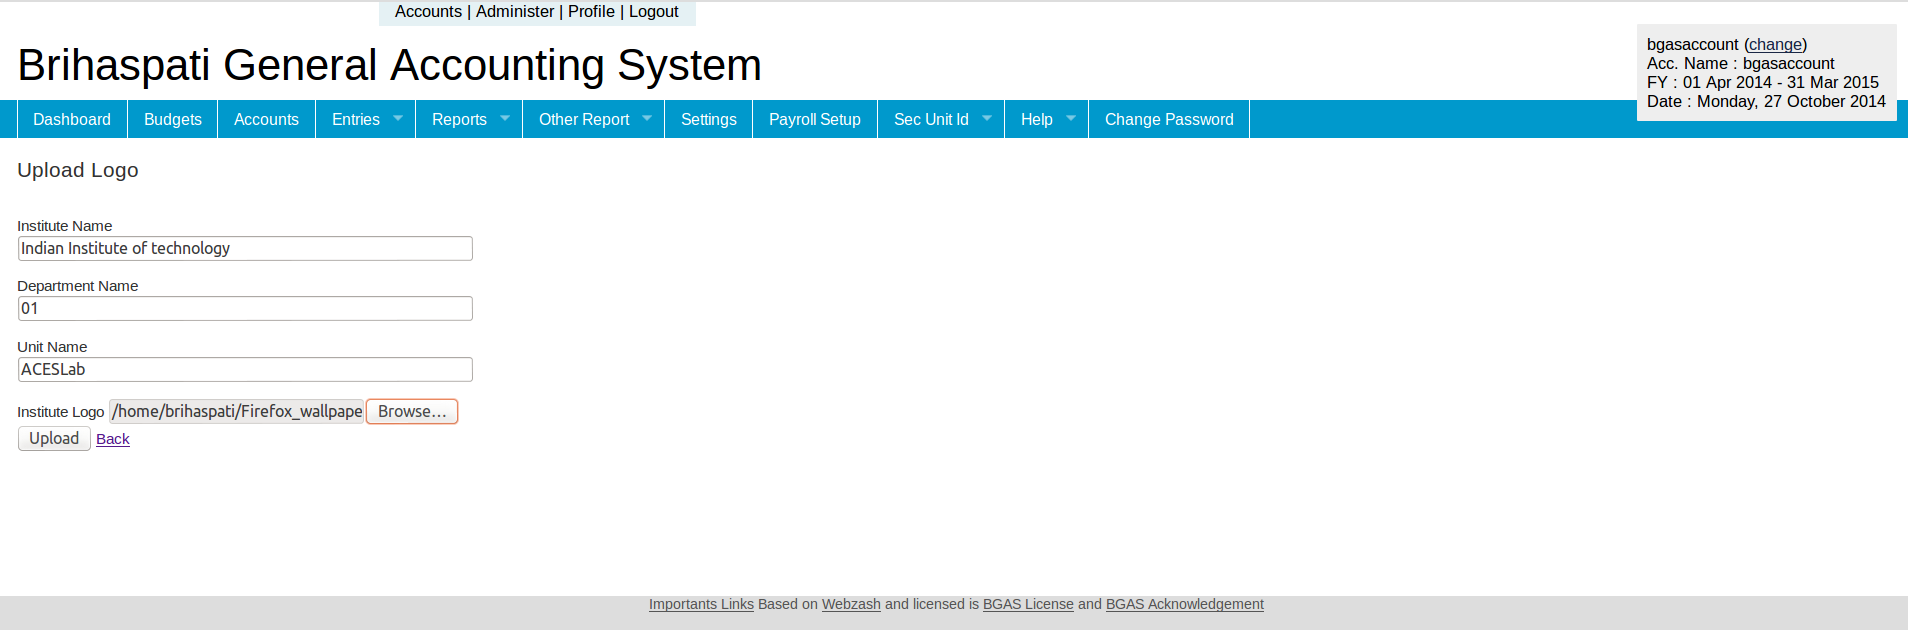 Accounts | Administer | Profile | Logout
Brihaspati General Accounting System
bgasaccount (change)
Acc. Name : bgasaccount
FY : 01 Apr 2014 - 31 Mar 2015
Date : Monday, 27 October 2014
Dashboard Budgets Accounts Entries Reports Other Report Settings Payroll Setup Sec Unit Id Help Change Password
Upload Logo
Institute Name
Indian Institute of technology
Department Name
01
Unit Name
ACESLab
Institute Logo /home/brihaspati/Firefox_wallpape Browse...
Upload Back
Importants Links Based on Webzash and licensed is BGAS License and BGAS Acknowledgement